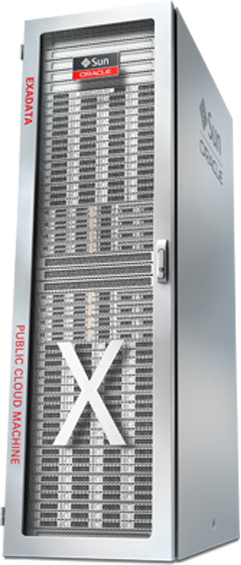 Sun
ORACLE
EXADATA
Sun
ORACLE
PUBLIC CLOUD MACHINE
X